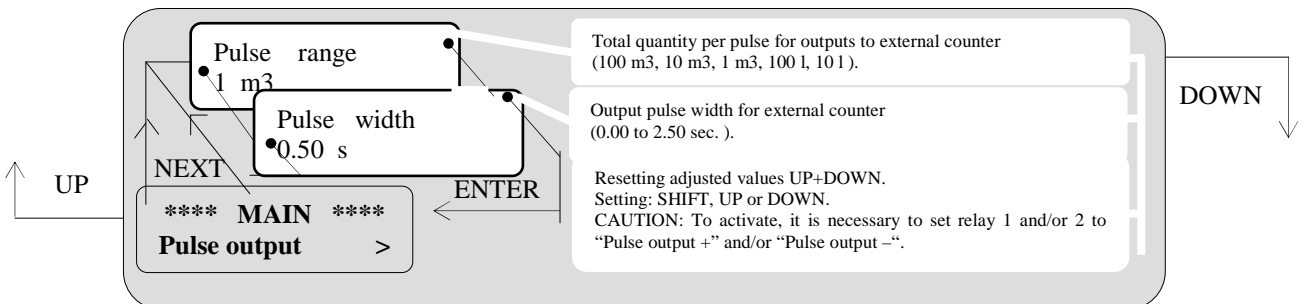 Pulse range
1 m3
Pulse width
0.50 s
NEXT
UP
**** MAIN ****
Pulse output >
ENTER
Total quantity per pulse for outputs to external counter
(100 m3, 10 m3, 1 m3, 100 l, 10 l ).
Output pulse width for external counter
(0.00 to 2.50 sec. ).
Resetting adjusted values UP+DOWN.
Setting: SHIFT, UP or DOWN.
CAUTION: To activate, it is necessary to set relay 1 and/or 2 to
“Pulse output +” and/or “Pulse output –“.
DOWN